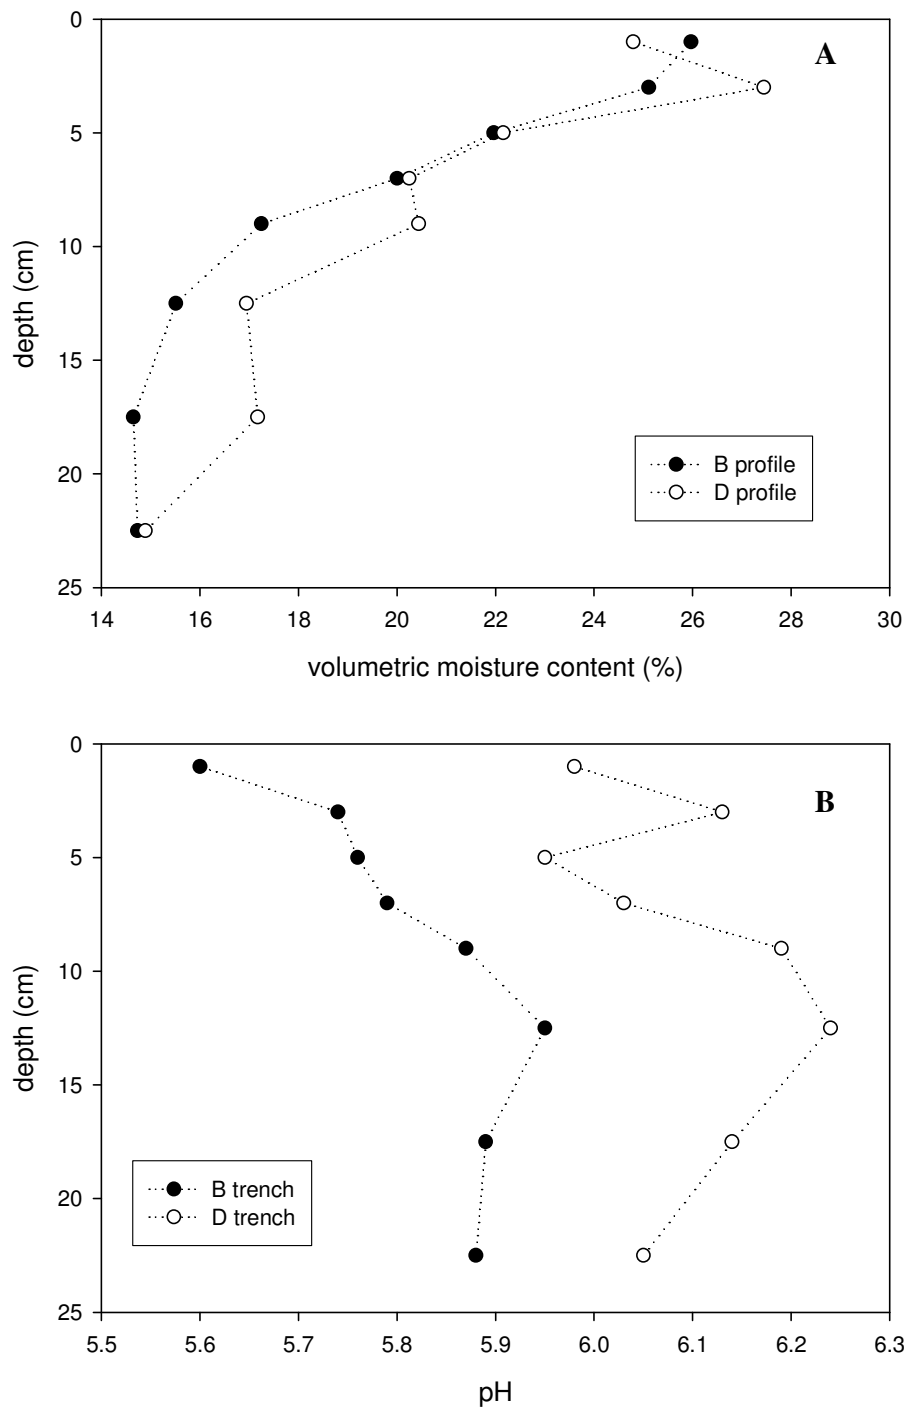 0
5
10
15
20
25
depth (cm)
A
B profile
D profile
14 16 18 20 22 24 26 28 30
volumetric moisture content (%)
0
5
10
15
20
25
depth (cm)
B
B trench
D trench
5.5 5.6 5.7 5.8 5.9 6.0 6.1 6.2 6.3
pH